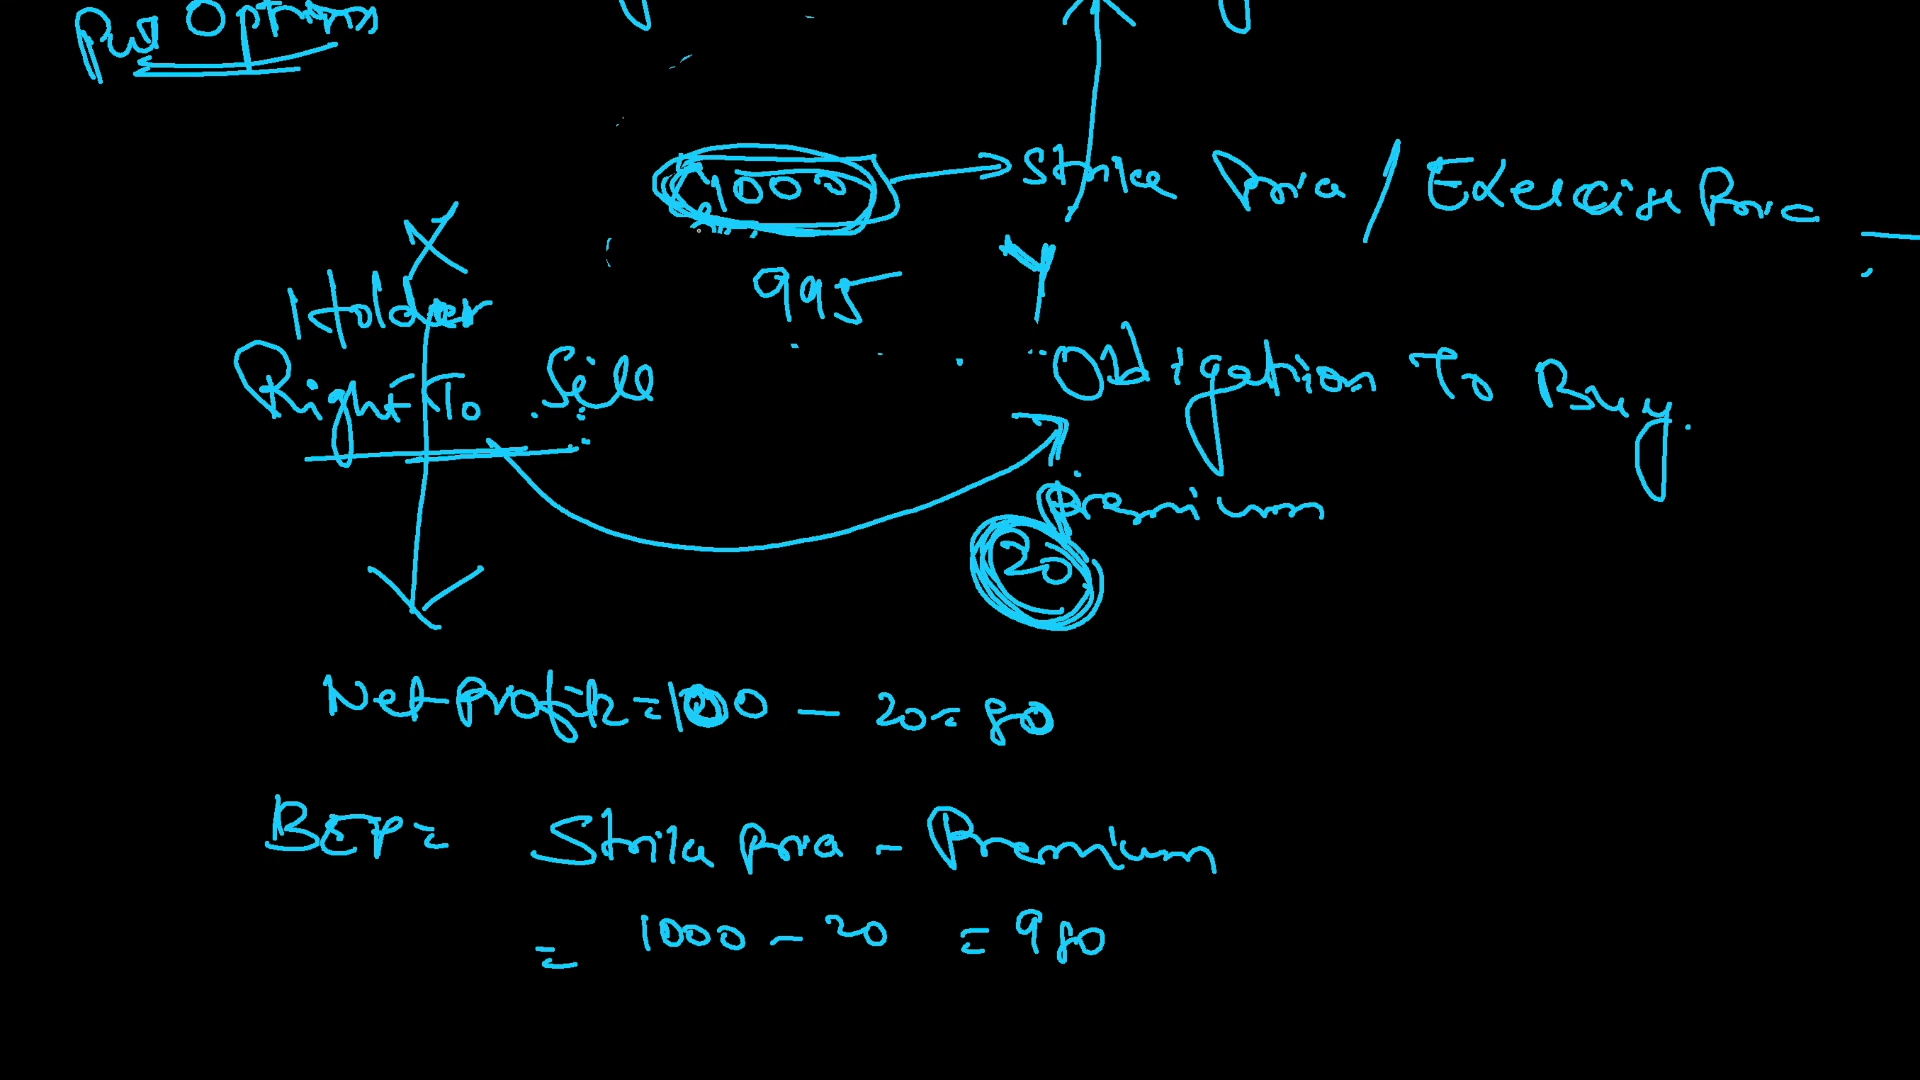 Put Options
1000 → Strike Price / Exercise Price
X
Y
Holder
995
Right To Sell
Obligation To Buy.
Premium
20
Net profit = 100 - 20 = 80
BEP = Strike price - Premium
= 1000 - 20 = 980